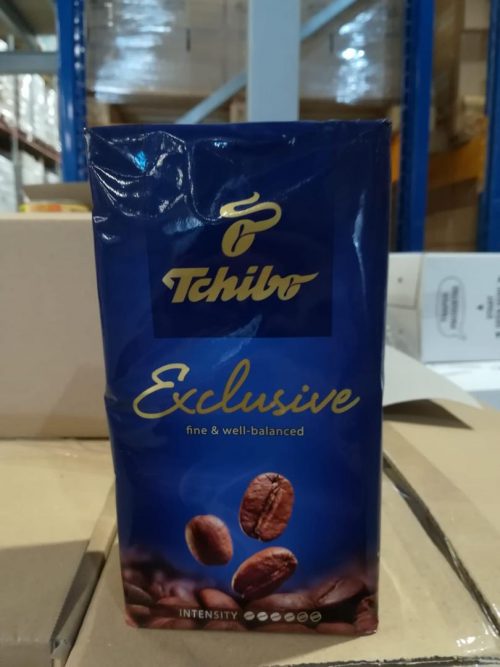 Tchibo
Exclusive
fine & well-balanced
INTENSITY